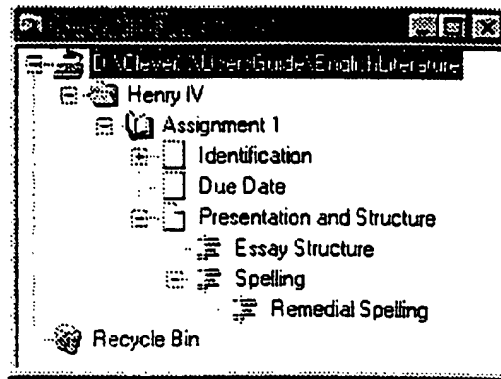 D:\Clever...\UsersGuide\EnglishLiterature
Henry IV
Assignment 1
Identification
Due Date
Presentation and Structure
Essay Structure
Spelling
Remedial Spelling
Recycle Bin